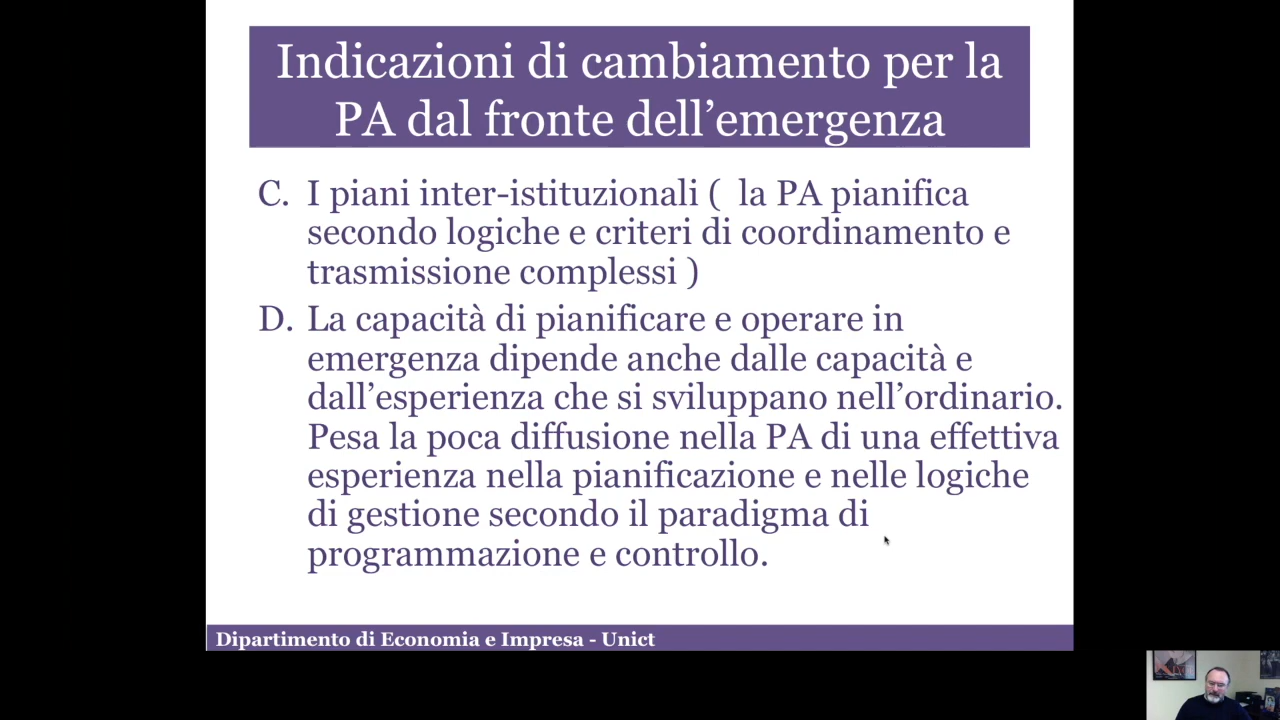 Indicazioni di cambiamento per la
PA dal fronte dell’emergenza
C. I piani inter-istituzionali (  la PA pianifica
secondo logiche e criteri di coordinamento e
trasmissione complessi )
D. La capacità di pianificare e operare in
emergenza dipende anche dalle capacità e
dall’esperienza che si sviluppano nell’ordinario.
Pesa la poca diffusione nella PA di una effettiva
esperienza nella pianificazione e nelle logiche
di gestione secondo il paradigma di
programmazione e controllo.
Dipartimento di Economia e Impresa - Unict